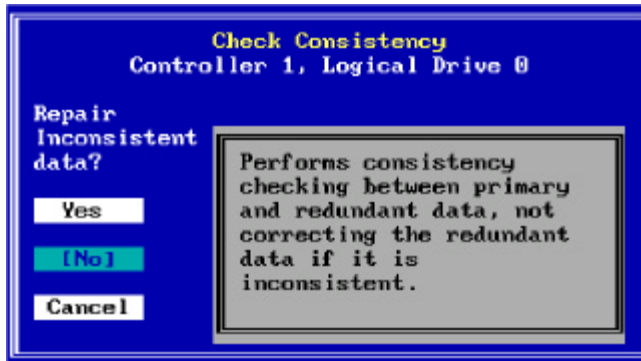 Check Consistency
Controller 1, Logical Drive 0
Repair
Inconsistent
data?
Yes
[No]
Cancel
Performs consistency
checking between primary
and redundant data, not
correcting the redundant
data if it is
inconsistent.